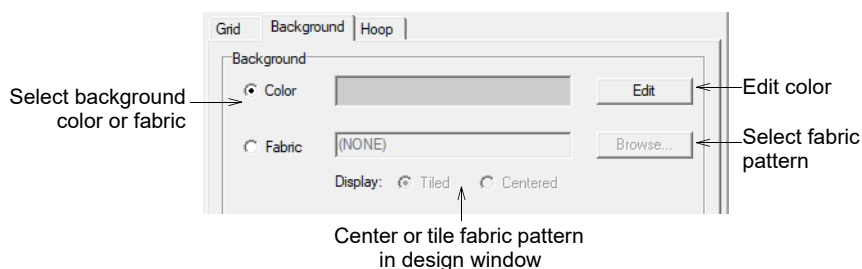 Grid Background Hoop
Background
Select background
color or fabric
Color
Edit
Edit color
Fabric
(NONE)
Browse...
Select fabric
pattern
Display: Tiled Centered
Center or tile fabric pattern
in design window